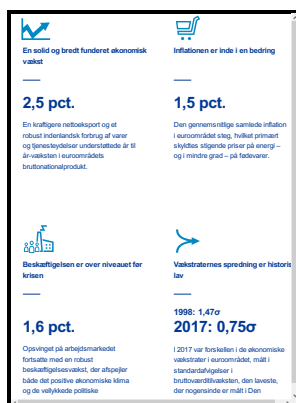 En solid og bredt funderet økonomisk
vækst
2,5 pct.
En kraftigere nettoeksport og et
robust indenlandsk forbrug af varer
og tjenesteydelser understøttede år til
år-væksten i euroområdets
bruttonationalprodukt.
Inflationen er inde i en bedring
1,5 pct.
Den gennemsnitlige samlede inflation
i euroområdet steg, hvilket primært
skyldtes stigende priser på energi –
og i mindre grad – på fødevarer.
Beskæftigelsen er over niveauet før
krisen
1,6 pct.
Opsvinget på arbejdsmarkedet
fortsatte med en robust
beskæftigelsesvækst, der afspejler
både det positive økonomiske klima
og de vellykkede politiske
Vækstraternes spredning er historis
lav
1998: 1,47σ
2017: 0,75σ
I 2017 var forskellen i de økonomiske
vækstrater i euroområdet, målt i
standardafvigelser i
bruttoværditilvæksten, den laveste,
der nogensinde er målt i Den